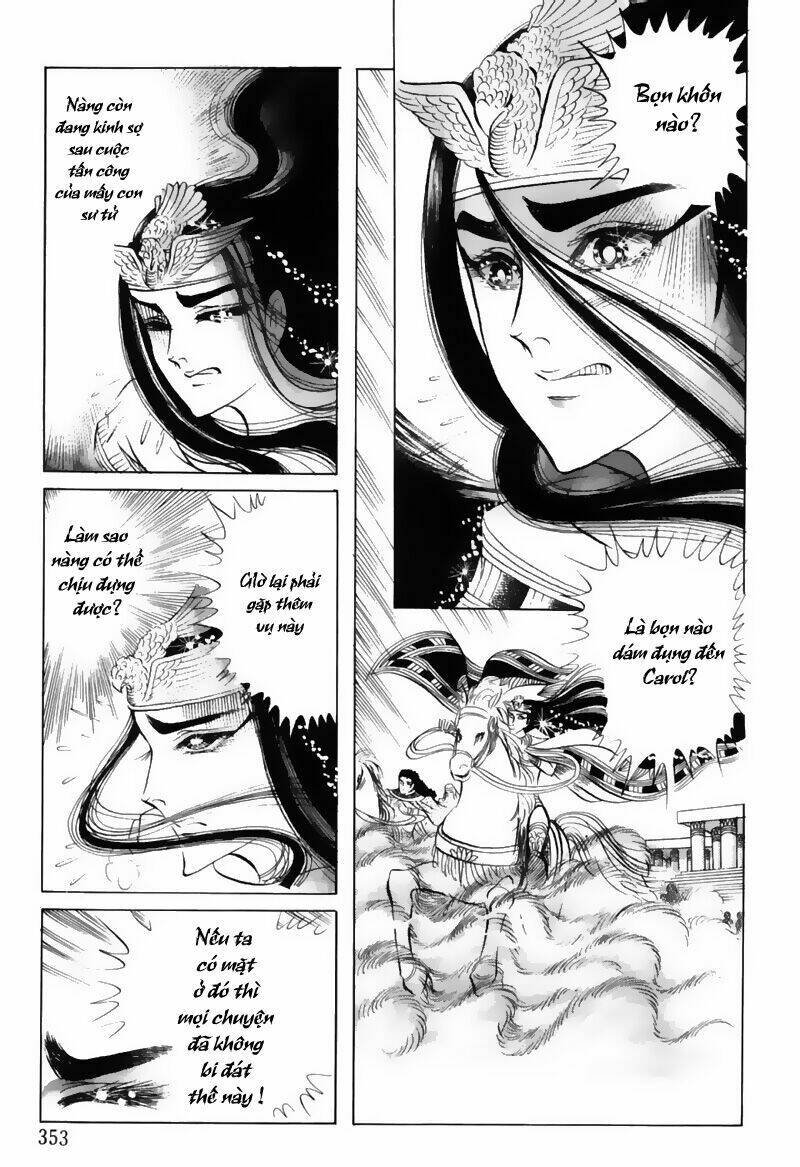 Bọn khốn
nào?
Là bọn nào
dám đụng đến
Carol?
Nàng còn
đang kinh sợ
sau cuộc
tấn công
của mấy con
sư tử
Giờ lại phải
gặp thêm
vụ này
Làm sao
nàng có thể
chịu đựng
được?
Nếu ta
có mặt
ở đó thì
mọi chuyện
đã không
bi đát
thế này!
353